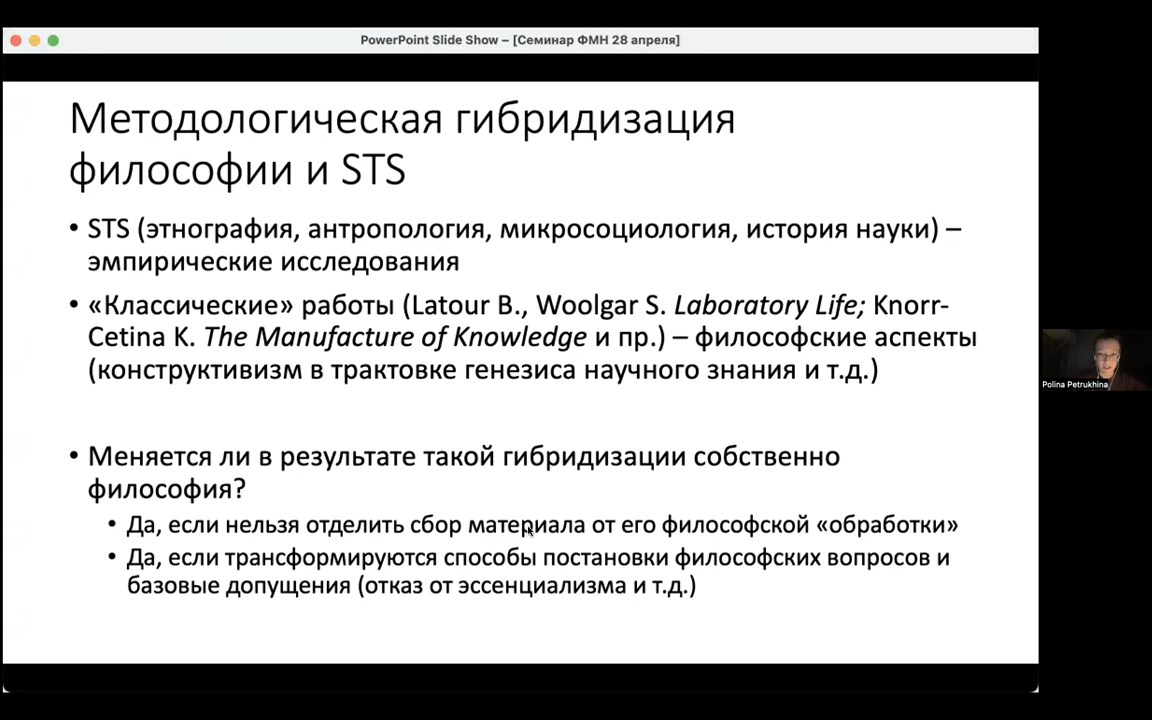 PowerPoint Slide Show – [Семинар ФМН 28 апреля]
Методологическая гибридизация
философии и STS
• STS (этнография, антропология, микросоциология, история науки) –
эмпирические исследования
• «Классические» работы (Latour B., Woolgar S. Laboratory Life; Knorr-
Cetina K. The Manufacture of Knowledge и пр.) – философские аспекты
(конструктивизм в трактовке генезиса научного знания и т.д.)
• Меняется ли в результате такой гибридизации собственно
философия?
• Да, если нельзя отделить сбор материала от его философской «обработки»
• Да, если трансформируются способы постановки философских вопросов и
базовые допущения (отказ от эссенциализма и т.д.)
Polina Petrukhina